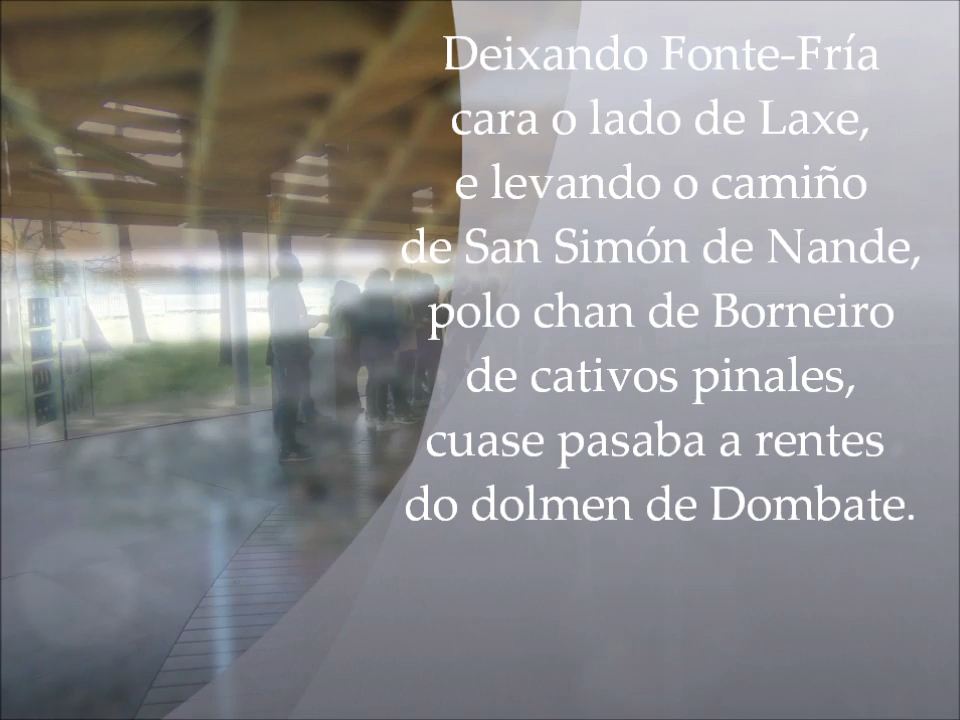 Deixando Fonte-Fría
cara o lado de Laxe,
e levando o camiño
de San Simón de Nande,
polo chan de Borneiro
de cativos pinales,
cuase pasaba a rentes
do dolmen de Dombate.